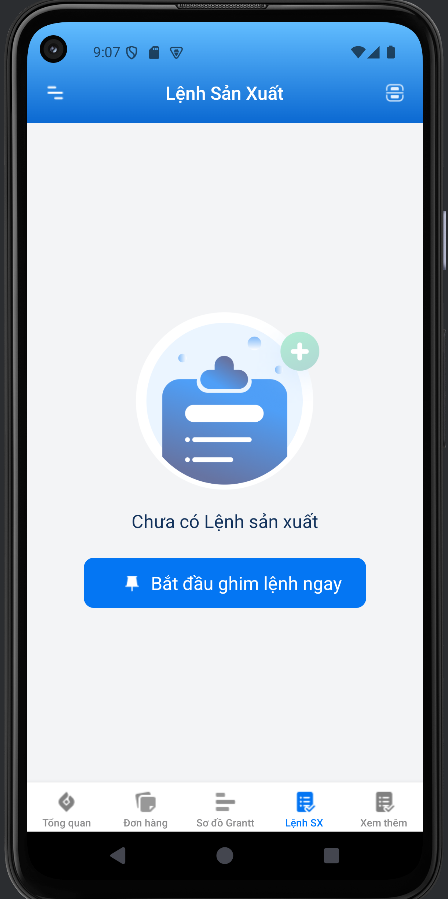 9:07
Lệnh Sản Xuất
Chưa có Lệnh sản xuất
Bắt đầu ghim lệnh ngay
Tổng quan
Đơn hàng
Sơ đồ Grantt
Lệnh SX
Xem thêm